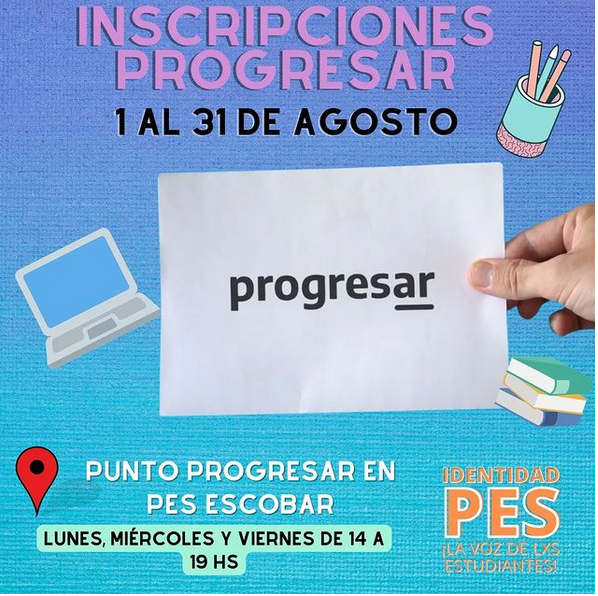 INSCRIPCIONES
PROGRESAR
1 AL 31 DE AGOSTO
progresar
PUNTO PROGRESAR EN
PES ESCOBAR
LUNES, MIÉRCOLES Y VIERNES DE 14 A
19 HS
IDENTIDAD
PES
¡LA VOZ DE LXS
ESTUDIANTES!